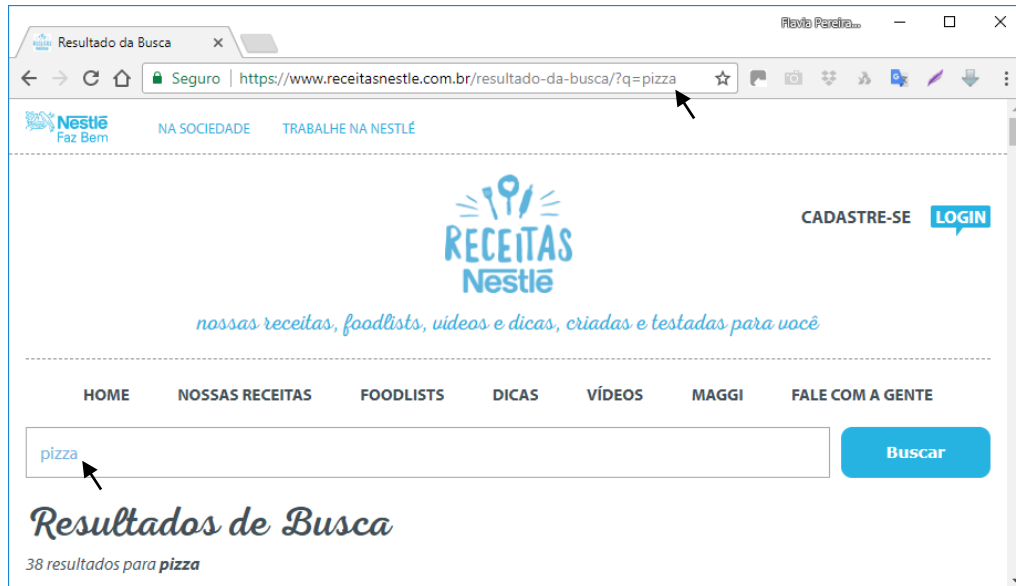 Flavia Pereira...
Resultado da Busca
Seguro | https://www.receitasnestle.com.br/resultado-da-busca/?q=pizza
Nestlé
Faz Bem
NA SOCIEDADE TRABALHE NA NESTLÉ
CADASTRE-SE LOGIN
RECEITAS
Nestlé
nossas receitas, foodlists, vídeos e dicas, criadas e testadas para você
HOME NOSSAS RECEITAS FOODLISTS DICAS VÍDEOS MAGGI FALE COM A GENTE
pizza Buscar
Resultados de Busca
38 resultados para pizza